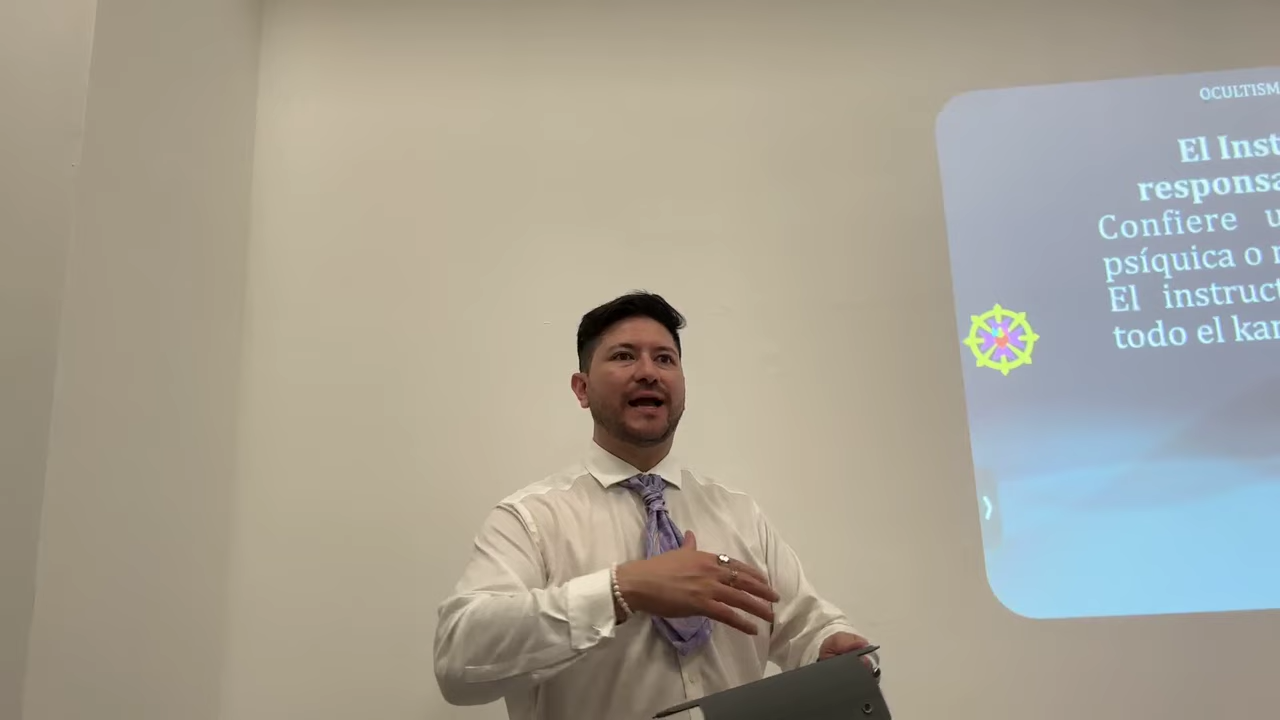 OCULTISM
El Inst
responsa
Confiere u
psíquica o
El instruct
todo el kar